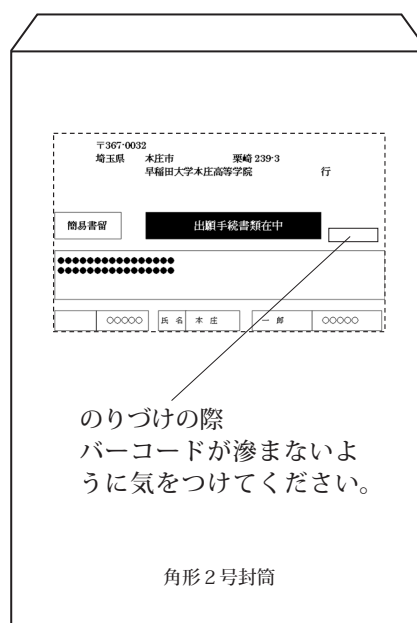 〒367-0032
埼玉県 本庄市 栗崎 239-3
早稲田大学本庄高等学院 行
簡易書留 出願手続書類在中
●●●●●●●●●●●●●●●●
●●●●●●●●●●●●●●●●
○○○○○ 氏 名 本 庄 一 郎 ○○○○○
のりづけの際
バーコードが滲まないよ
うに気をつけてください。
角形２号封筒